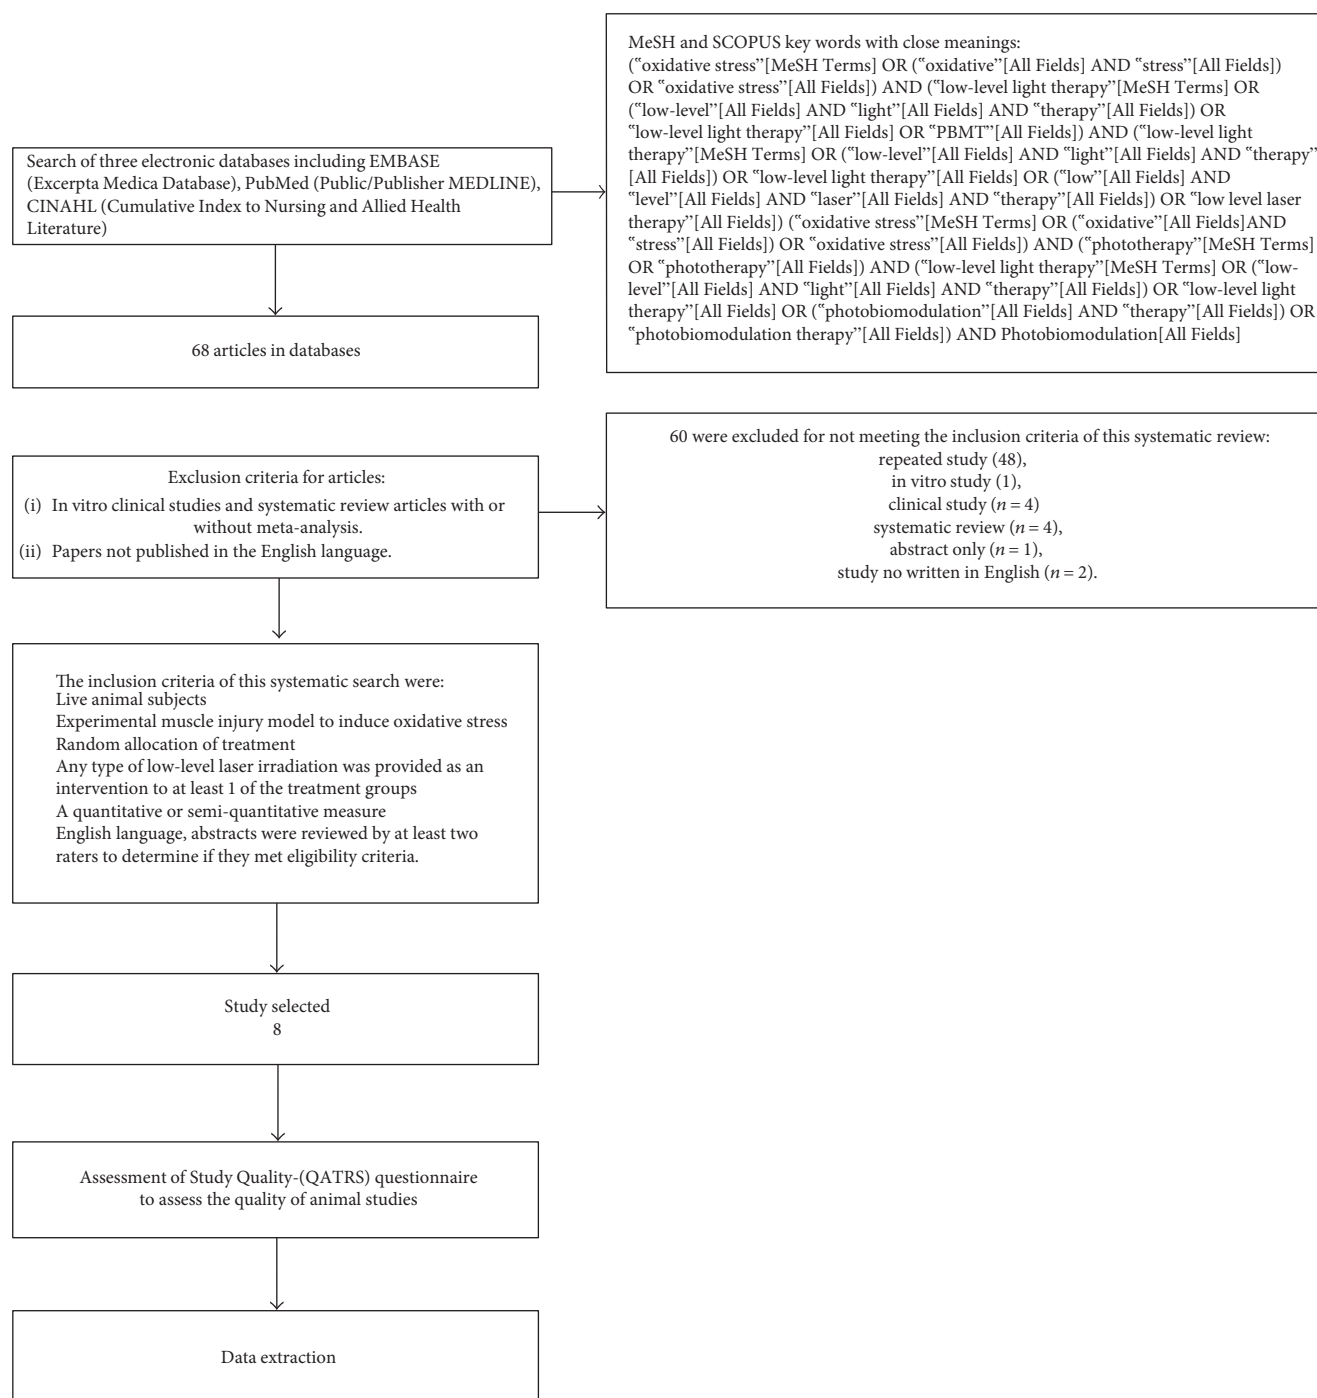 MeSH and SCOPUS key words with close meanings:
(“oxidative stress”[MeSH Terms] OR (“oxidative”[All Fields] AND “stress”[All Fields])
OR “oxidative stress”[All Fields]) AND (“low-level light therapy”[MeSH Terms] OR
(“low-level”[All Fields] AND “light”[All Fields] AND “therapy”[All Fields]) OR
“low-level light therapy”[All Fields] OR “PBMT”[All Fields]) AND (“low-level light
therapy”[MeSH Terms] OR (“low-level”[All Fields] AND “light”[All Fields] AND “therapy”
[All Fields]) OR “low-level light therapy”[All Fields] OR (“low”[All Fields] AND
“level”[All Fields] AND “laser”[All Fields] AND “therapy”[All Fields]) OR “low level laser
therapy”[All Fields]) (“oxidative stress”[MeSH Terms] OR (“oxidative”[All Fields]AND
“stress”[All Fields]) OR “oxidative stress”[All Fields]) AND (“phototherapy”[MeSH Terms]
OR “phototherapy”[All Fields]) AND (“low-level light therapy”[MeSH Terms] OR (“low-
level”[All Fields] AND “light”[All Fields] AND “therapy”[All Fields]) OR “low-level light
therapy”[All Fields] OR (“photobiomodulation”[All Fields] AND “therapy”[All Fields]) OR
“photobiomodulation therapy”[All Fields]) AND Photobiomodulation[All Fields]
Search of three electronic databases including EMBASE
(Excerpta Medica Database), PubMed (Public/Publisher MEDLINE),
CINAHL (Cumulative Index to Nursing and Allied Health
Literature)
68 articles in databases
60 were excluded for not meeting the inclusion criteria of this systematic review:
repeated study (48),
in vitro study (1),
clinical study (n = 4)
systematic review (n = 4),
abstract only (n = 1),
study no written in English (n = 2).
Exclusion criteria for articles:
(i) In vitro clinical studies and systematic review articles with or
without meta-analysis.
(ii) Papers not published in the English language.
The inclusion criteria of this systematic search were:
Live animal subjects
Experimental muscle injury model to induce oxidative stress
Random allocation of treatment
Any type of low-level laser irradiation was provided as an
intervention to at least 1 of the treatment groups
A quantitative or semi-quantitative measure
English language, abstracts were reviewed by at least two
raters to determine if they met eligibility criteria.
Study selected
8
Assessment of Study Quality-(QATRS) questionnaire
to assess the quality of animal studies
Data extraction